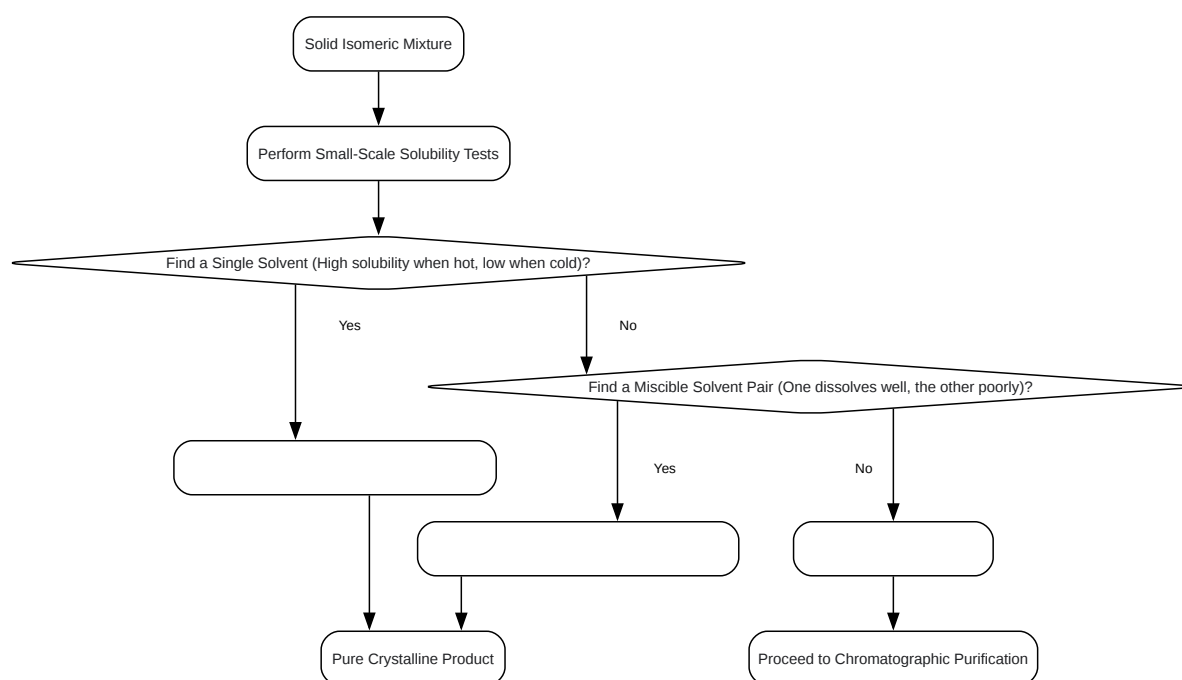 Solid Isomeric Mixture
Perform Small-Scale Solubility Tests
Find a Single Solvent (High solubility when hot, low when cold)?
Yes
No
Find a Miscible Solvent Pair (One dissolves well, the other poorly)?
Yes
No
Pure Crystalline Product
Proceed to Chromatographic Purification